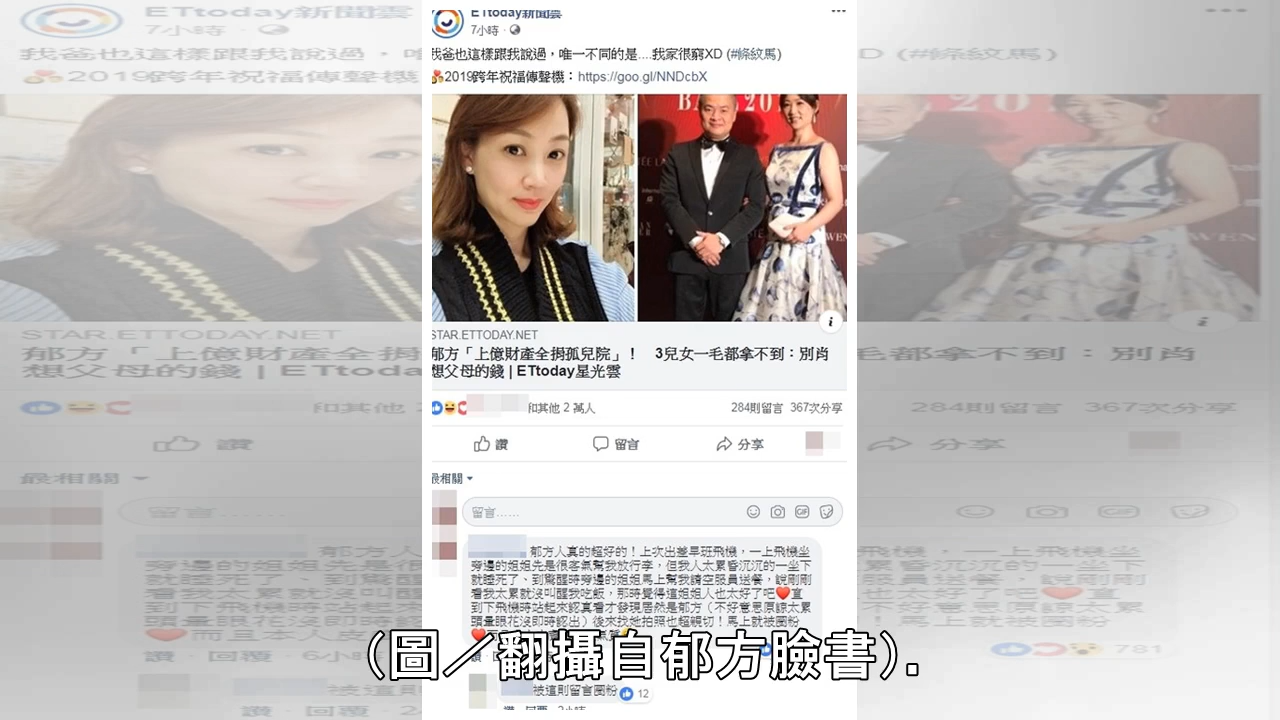 ETtoday新聞雲
7小時
我爸也這樣跟我說過，唯一不同的是....我家很窮XD (#條紋馬)
2019跨年祝福傳聲機：https://goo.gl/NNDcbX
STAR.ETTODAY.NET
郁方「上億財產全捐孤兒院」！ 3兒女一毛都拿不到：別肖
想父母的錢 | ETtoday星光雲
和其他 2 萬人
284則留言 367次分享
讚 留言 分享
最相關
留言......
郁方人真的超好的！上次出差早班飛機，一上飛機坐
旁邊的姐姐先是很客氣幫我放行李，但我人太累昏沉沉的一坐下
就睡死了、到驚醒時旁邊的姐姐馬上幫我請空服員送餐，說剛剛
看我太累就沒叫醒我吃飯，那時覺得這姐姐人也太好了吧❤️直
到下飛機時站起來認真看才發現居然是郁方（不好意思原諒太累
頭暈眼花沒即時認出）後來找她拍照也超親切！馬上就被圈粉
(圖／翻攝自郁方臉書).
被這則留言圈粉
12